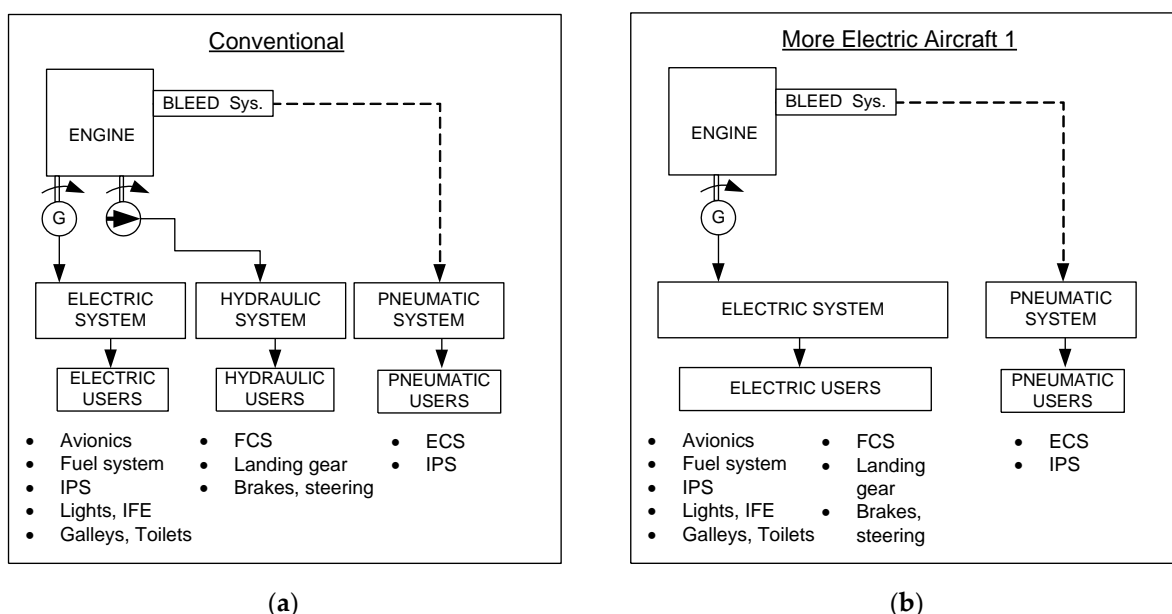 Conventional
BLEED Sys.
ENGINE
G
ELECTRIC
SYSTEM
HYDRAULIC
SYSTEM
PNEUMATIC
SYSTEM
ELECTRIC
USERS
HYDRAULIC
USERS
PNEUMATIC
USERS
• Avionics
• Fuel system
• IPS
• Lights, IFE
• Galleys, Toilets
• FCS
• Landing gear
• Brakes, steering
• ECS
• IPS
(a)
More Electric Aircraft 1
BLEED Sys.
ENGINE
G
ELECTRIC SYSTEM
PNEUMATIC
SYSTEM
ELECTRIC USERS
PNEUMATIC
USERS
• Avionics
• Fuel system
• IPS
• Lights, IFE
• Galleys, Toilets
• FCS
• Landing
gear
• Brakes,
steering
• ECS
• IPS
(b)